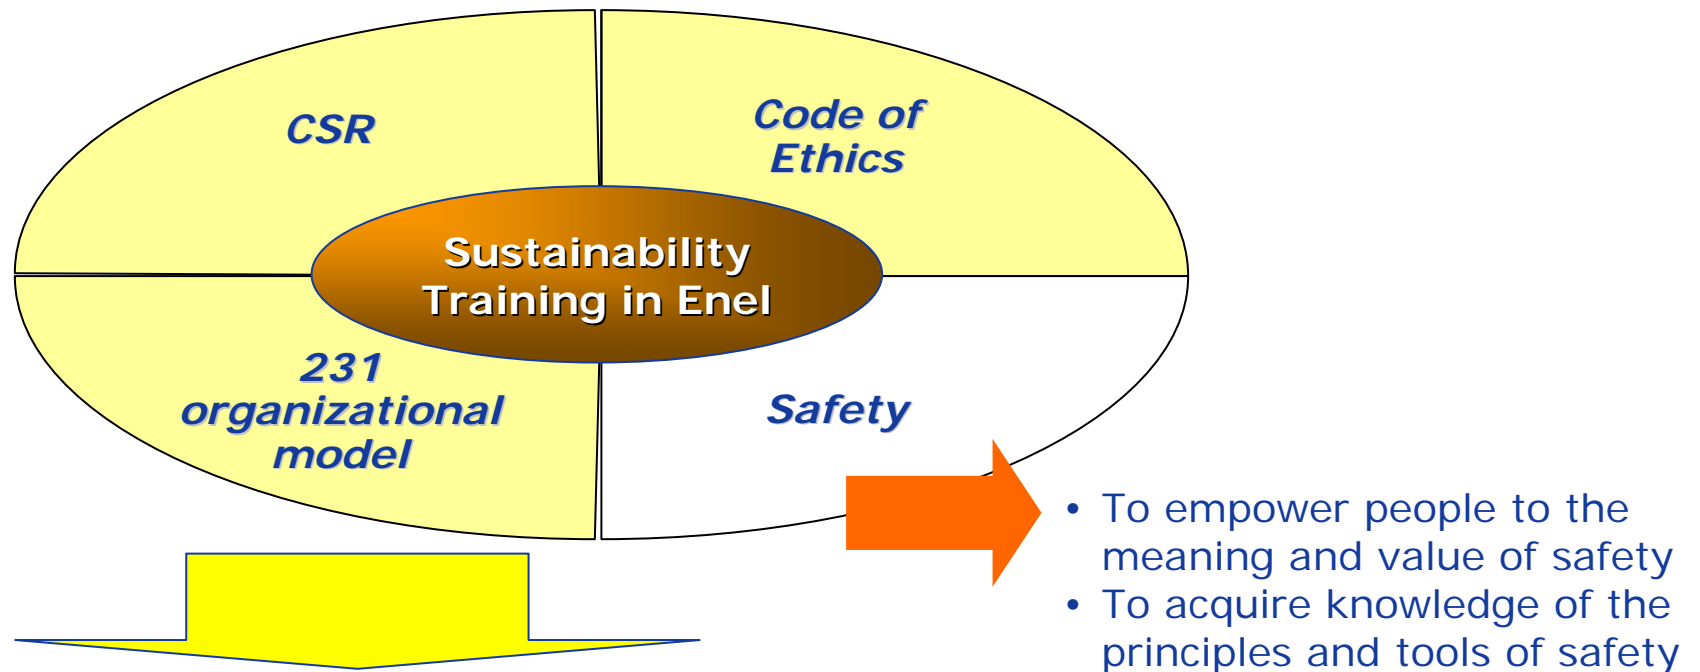 CSR
Code of
Ethics
Sustainability
Training in Enel
231
organizational
model
Safety
• To empower people to the
meaning and value of safety
• To acquire knowledge of the
principles and tools of safety